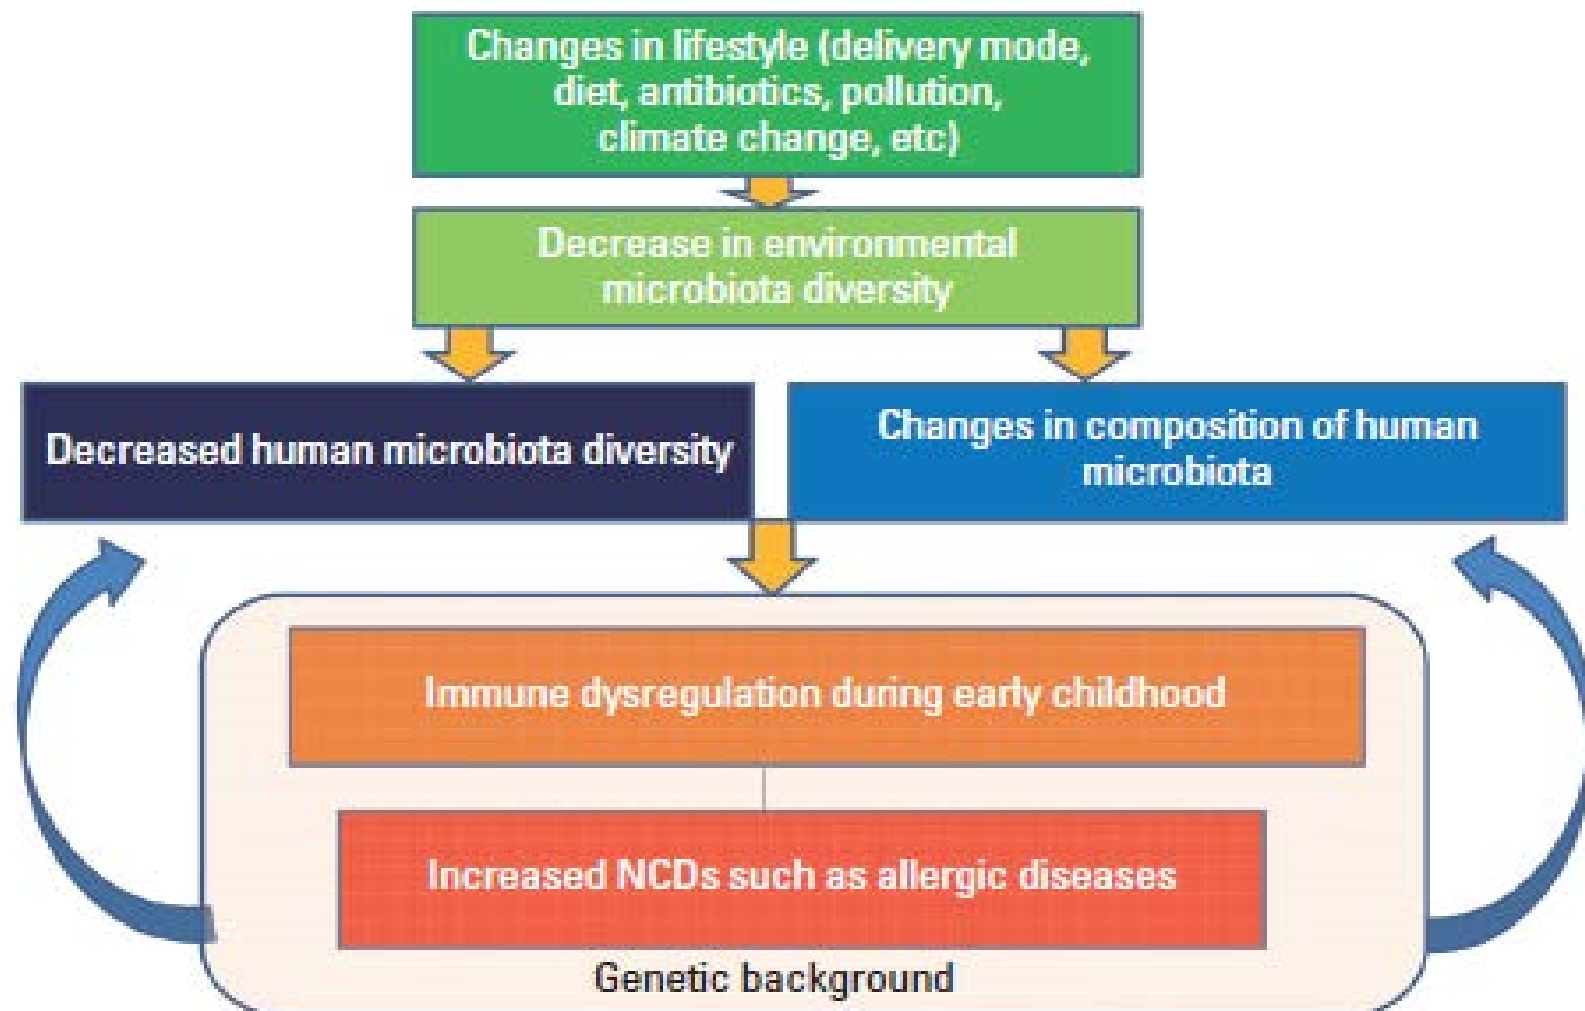 Changes in lifestyle (delivery mode,
diet, antibiotics, pollution,
climate change, etc)
Decrease in environmental
microbiota diversity
Decreased human microbiota diversity
Changes in composition of human
microbiota
Immune dysregulation during early childhood
Increased NCDs such as allergic diseases
Genetic background